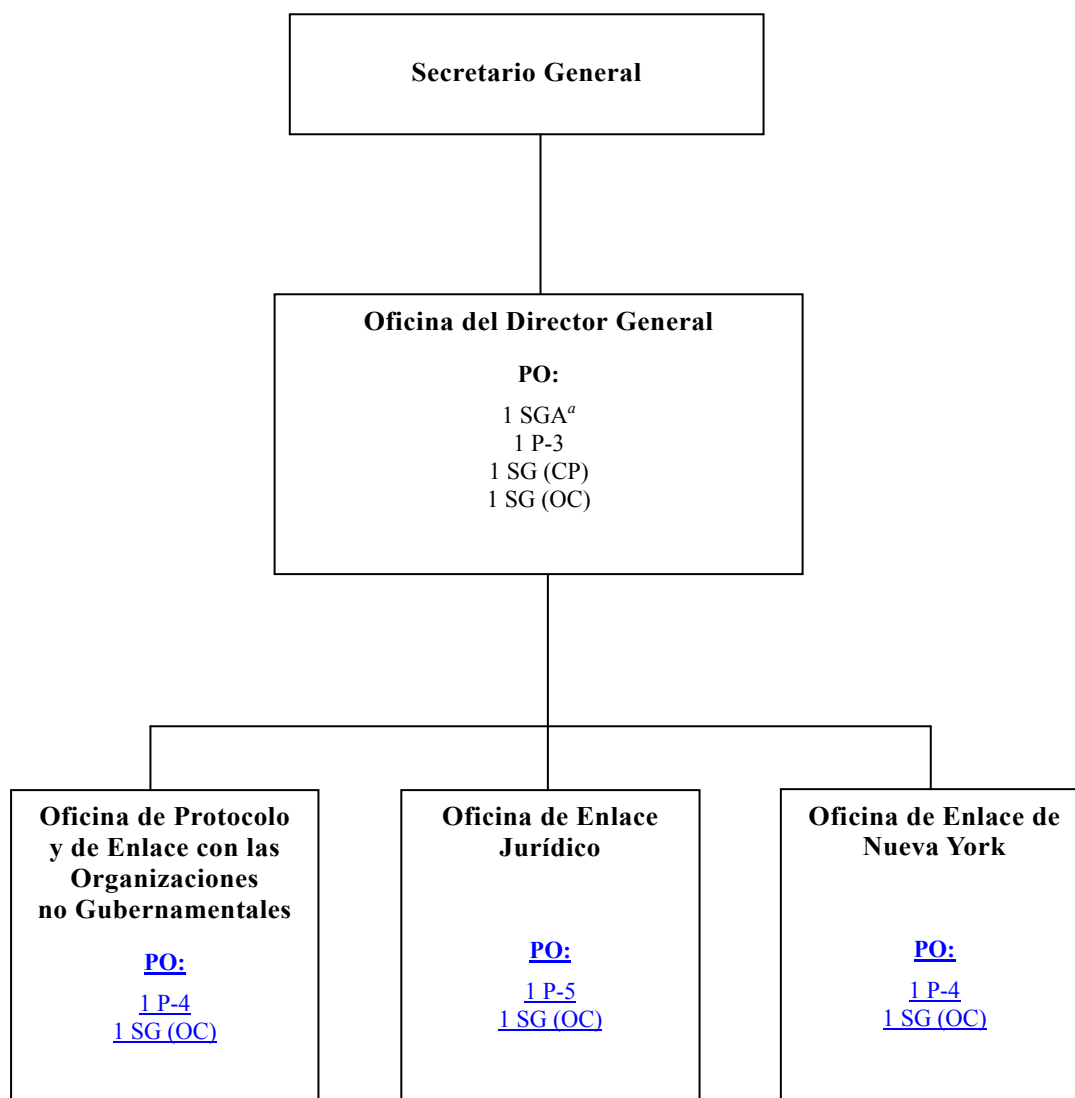 Secretario General
Oficina del Director General
PO:
1 SGAª
1 P-3
1 SG (CP)
1 SG (OC)
Oficina de Protocolo
y de Enlace con las
Organizaciones
no Gubernamentales
PO:
1 P-4
1 SG (OC)
Oficina de Enlace
Jurídico
PO:
1 P-5
1 SG (OC)
Oficina de Enlace de
Nueva York
PO:
1 P-4
1 SG (OC)